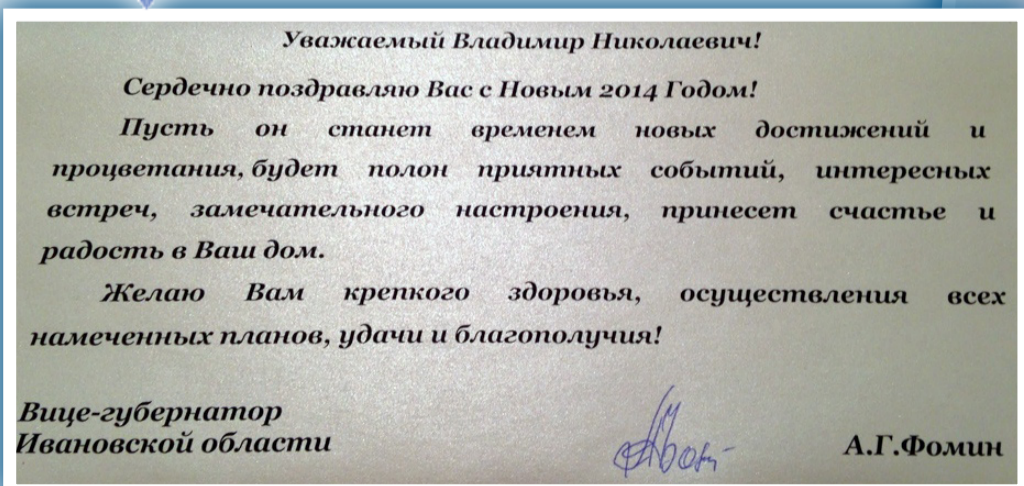 Уважаемый Владимир Николаевич!
Сердечно поздравляю Вас с Новым 2014 Годом!
Пусть он станет временем новых достижений и
процветания, будет полон приятных событий, интересных
встреч, замечательного настроения, принесет счастье и
радость в Ваш дом.
Желаю Вам крепкого здоровья, осуществления всех
намеченных планов, удачи и благополучия!
Вице-губернатор
Ивановской области
А.Г.Фомин